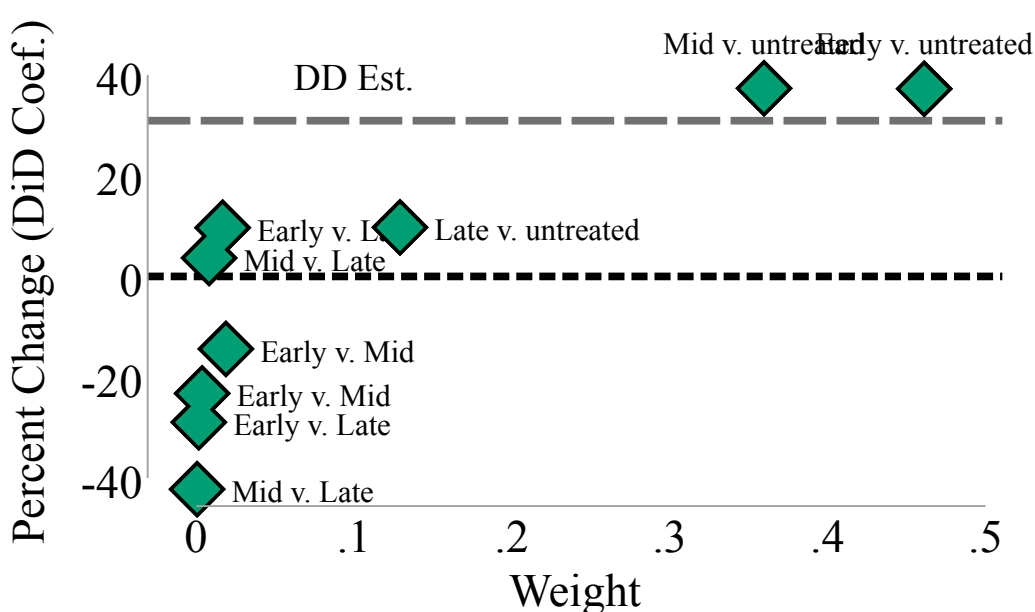 Percent Change (DiD Coef.)
Mid v. untreated
Early v. untreated
40
DD Est.
20
Early v. Late
Late v. untreated
Mid v. Late
0
Early v. Mid
-20
Early v. Mid
Early v. Late
-40
Mid v. Late
0
.1
.2
.3
.4
.5
Weight